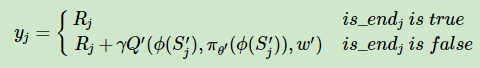 y_j = { R_j is_end_j is true
R_j + γQ′(ϕ(S′_j), π_θ′(ϕ(S′_j)), w′) is_end_j is false